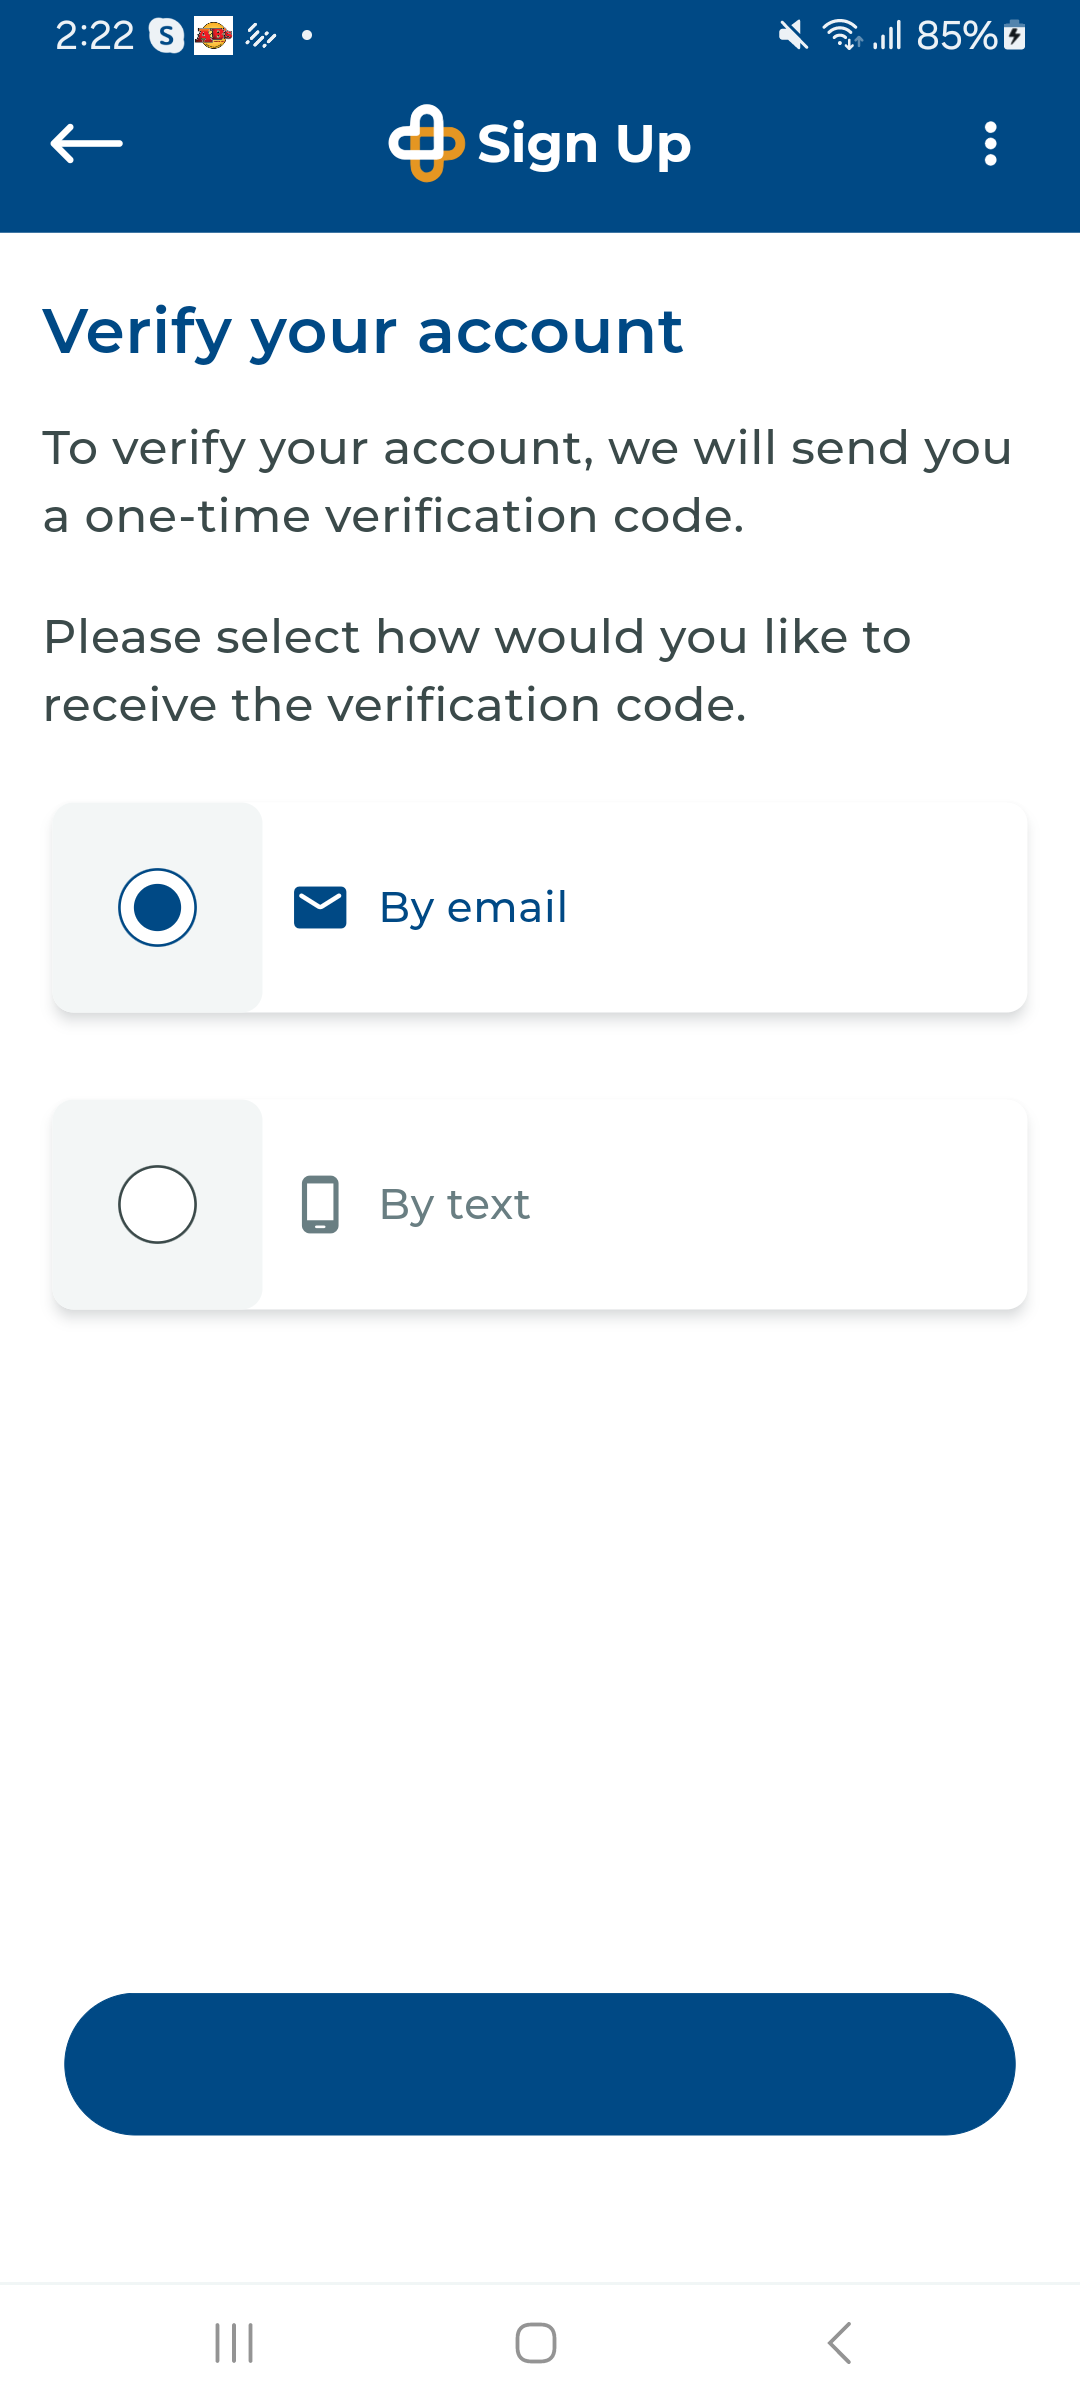 2:22 S AB's 85%
Sign Up
Verify your account
To verify your account, we will send you
a one-time verification code.
Please select how would you like to
receive the verification code.
By email
By text